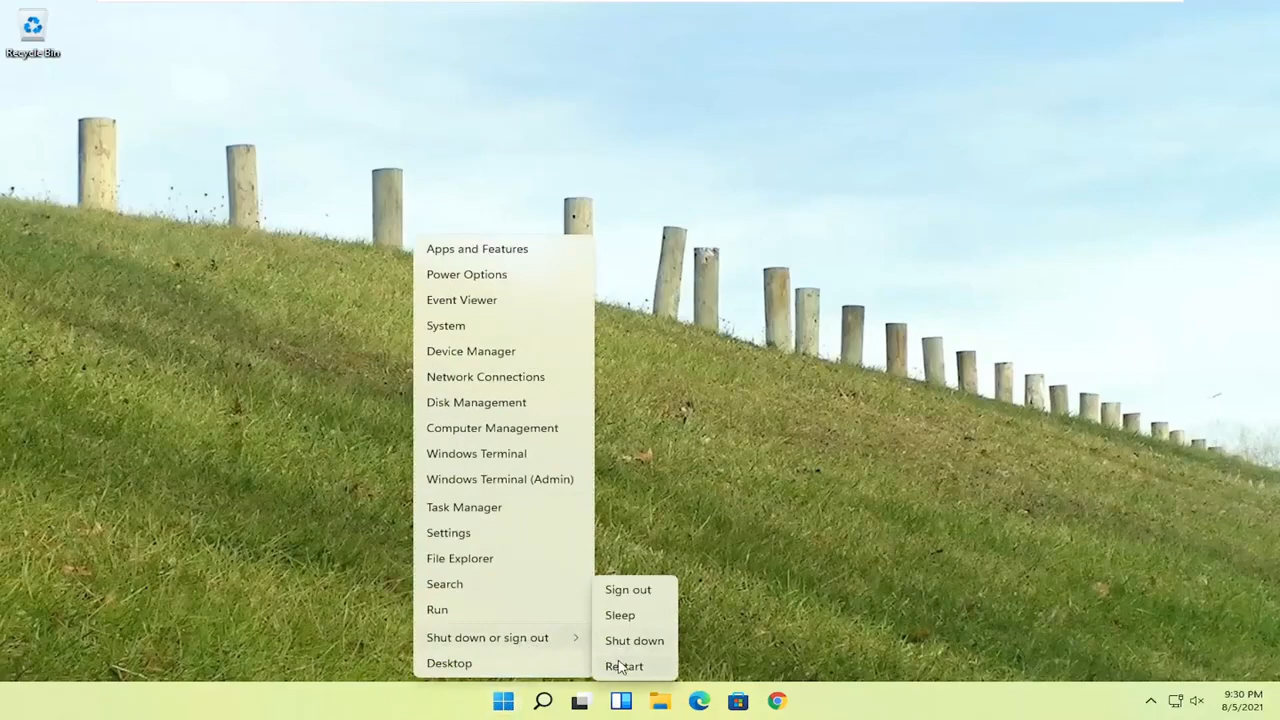 Recycle Bin
Apps and Features
Power Options
Event Viewer
System
Device Manager
Network Connections
Disk Management
Computer Management
Windows Terminal
Windows Terminal (Admin)
Task Manager
Settings
File Explorer
Search
Run
Shut down or sign out
Desktop
Sign out
Sleep
Shut down
Restart
9:30 PM
8/5/2021